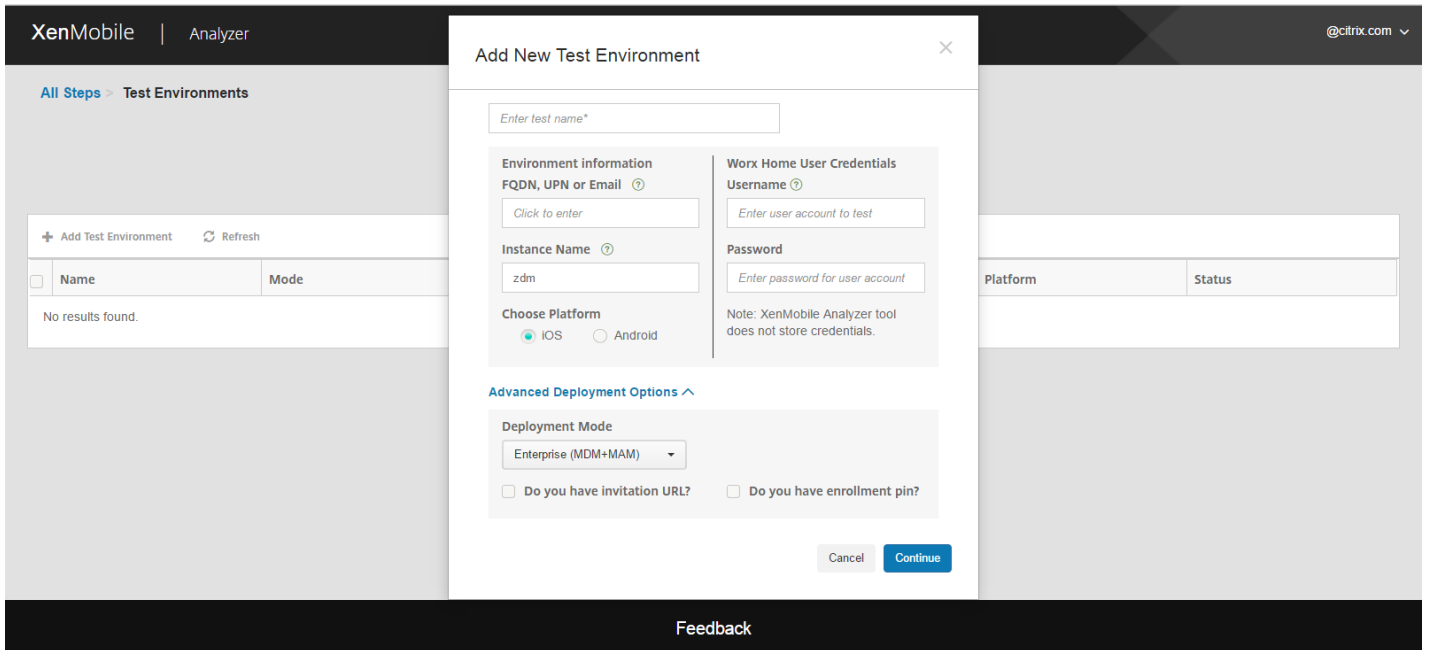 XenMobile | Analyzer
@citrix.com
All Steps > Test Environments
Add Test Environment Refresh
Name Mode Platform Status
No results found.
Add New Test Environment
Enter test name*
Environment information
FQDN, UPN or Email ?
Click to enter
Instance Name ?
zdm
Choose Platform
iOS Android
Worx Home User Credentials
Username ?
Enter user account to test
Password
Enter password for user account
Note: XenMobile Analyzer tool
does not store credentials.
Advanced Deployment Options
Deployment Mode
Enterprise (MDM+MAM)
Do you have invitation URL? Do you have enrollment pin?
Cancel Continue
Feedback